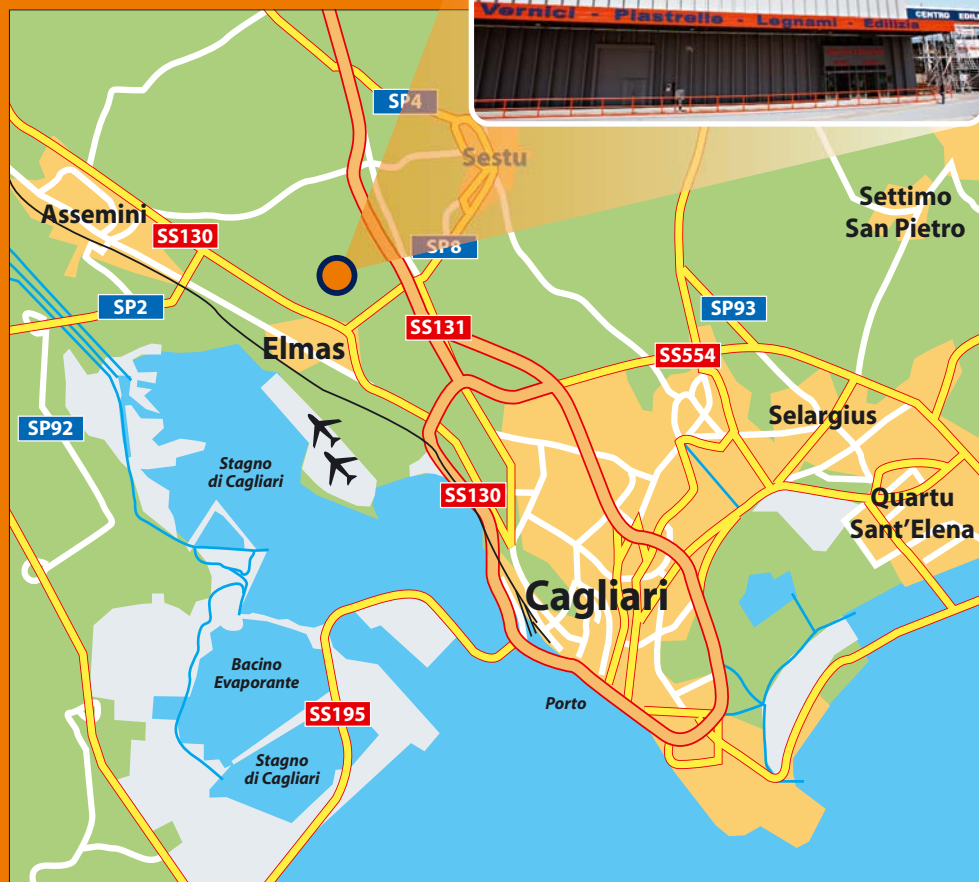 Vernici - Piastrelle - Legnami - Edilizia
SP4
Sestu
Settimo
San Pietro
Assemini
SS130
SP8
SP2
SP93
SS131
Elmas
SS554
Selargius
SP92
Stagno
di Cagliari
SS130
Quartu
Sant'Elena
Cagliari
Bacino
Evaporante
Porto
SS195
Stagno
di Cagliari
CENTRO